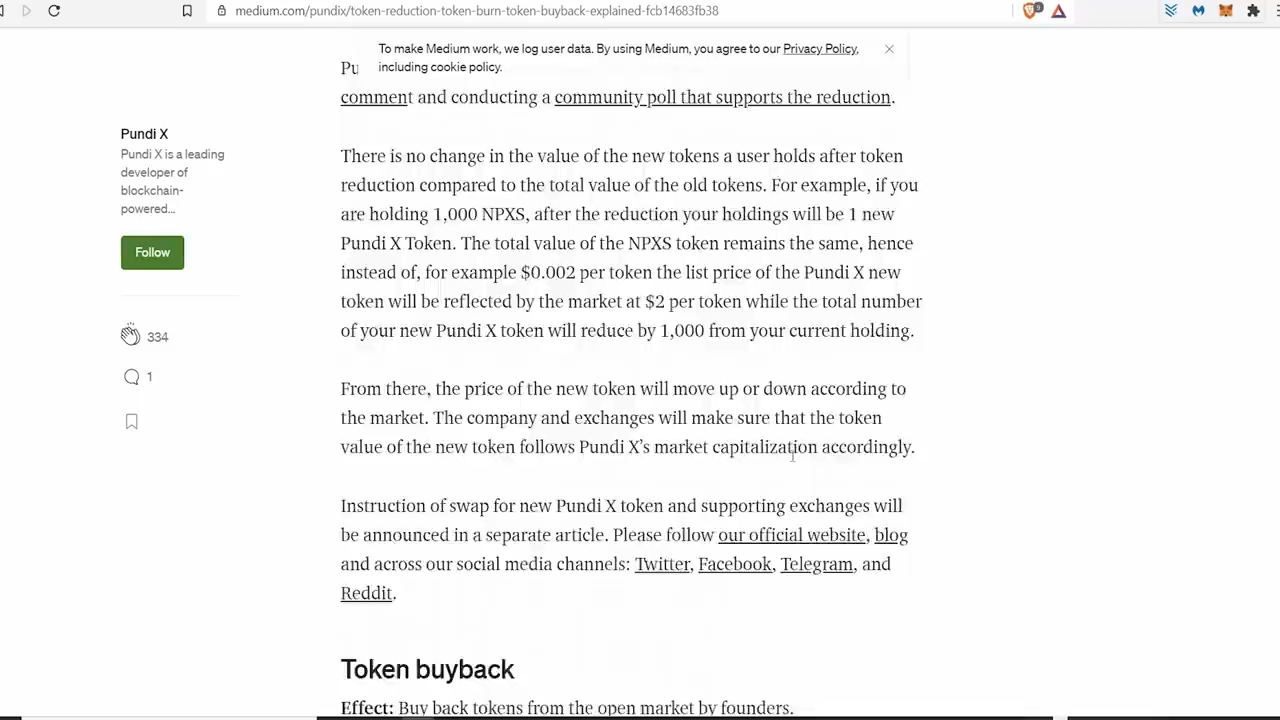 medium.com/pundix/token-reduction-token-burn-token-buyback-explained-fcb14683fb38
9
To make Medium work, we log user data. By using Medium, you agree to our Privacy Policy,
including cookie policy.
Pu
comment and conducting a community poll that supports the reduction.
Pundi X
Pundi X is a leading
developer of
blockchain-
powered...
Follow
334
1
There is no change in the value of the new tokens a user holds after token
reduction compared to the total value of the old tokens. For example, if you
are holding 1,000 NPXS, after the reduction your holdings will be 1 new
Pundi X Token. The total value of the NPXS token remains the same, hence
instead of, for example $0.002 per token the list price of the Pundi X new
token will be reflected by the market at $2 per token while the total number
of your new Pundi X token will reduce by 1,000 from your current holding.
From there, the price of the new token will move up or down according to
the market. The company and exchanges will make sure that the token
value of the new token follows Pundi X’s market capitalization accordingly.
Instruction of swap for new Pundi X token and supporting exchanges will
be announced in a separate article. Please follow our official website, blog
and across our social media channels: Twitter, Facebook, Telegram, and
Reddit.
Token buyback
Effect: Buy back tokens from the open market by founders.